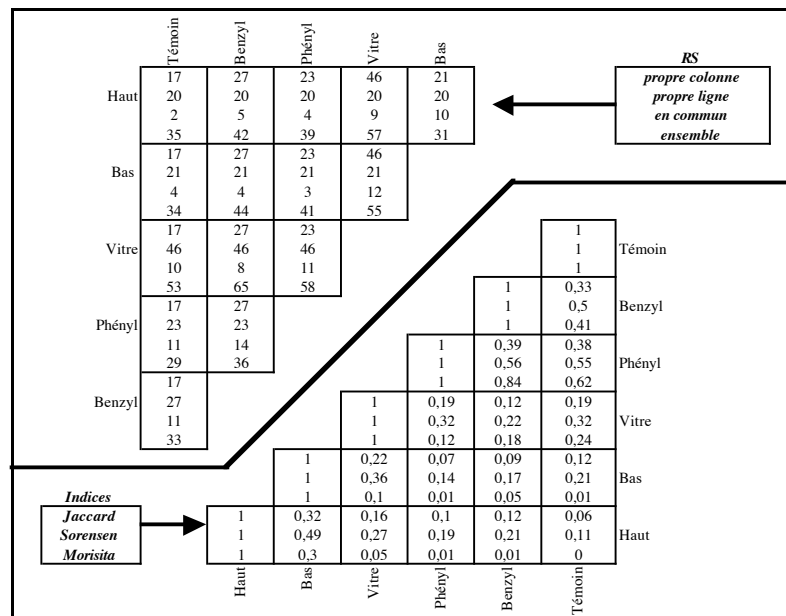 Témoin Benzyl Phényl Vitre Bas
RS
17 27 23 46 21
propre colonne
Haut 20 20 20 20 20
propre ligne
2 5 4 9 10
en commun
35 42 39 57 31
ensemble
17 27 23 46
Bas 21 21 21 21
4 4 3 12
34 44 41 55
17 27 23
Vitre 46 46 46
10 8 11
53 65 58
1
1 Témoin
1
17 27
Phényl 23 23
11 14
29 36
1 0,33
1 0,5 Benzyl
1 0,41
17
Benzyl 27
11
33
1 0,39 0,38
1 0,56 0,55 Phényl
1 0,84 0,62
1 0,19 0,12 0,19
1 0,32 0,22 0,32 Vitre
1 0,12 0,18 0,24
1 0,22 0,07 0,09 0,12
1 0,36 0,14 0,17 0,21 Bas
1 0,1 0,01 0,05 0,01
Indices
Jaccard 1 0,32 0,16 0,1 0,12 0,06
Sorensen 1 0,49 0,27 0,19 0,21 0,11 Haut
Morisita 1 0,3 0,05 0,01 0,01 0
Haut Bas Vitre Phényl Benzyl Témoin